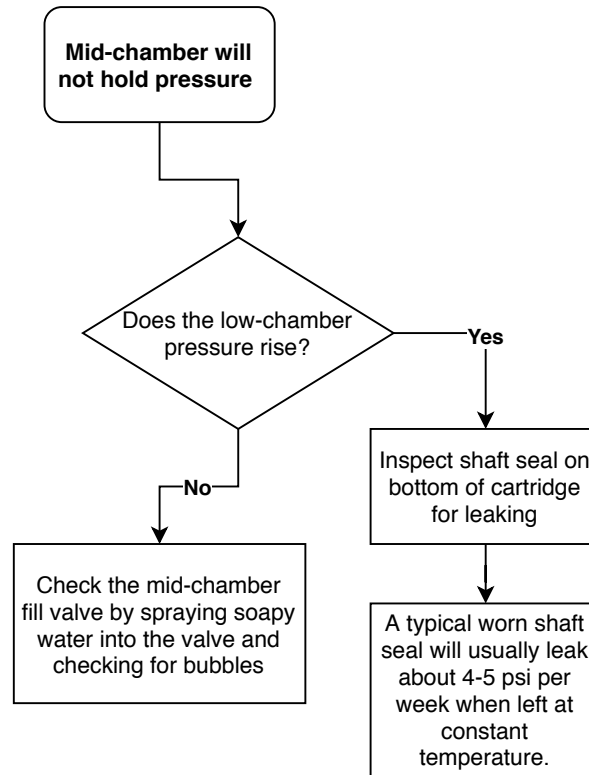 Mid-chamber will
not hold pressure
Does the low-chamber
pressure rise?
Yes
No
Inspect shaft seal on
bottom of cartridge
for leaking
Check the mid-chamber
fill valve by spraying soapy
water into the valve and
checking for bubbles
A typical worn shaft
seal will usually leak
about 4-5 psi per
week when left at
constant
temperature.